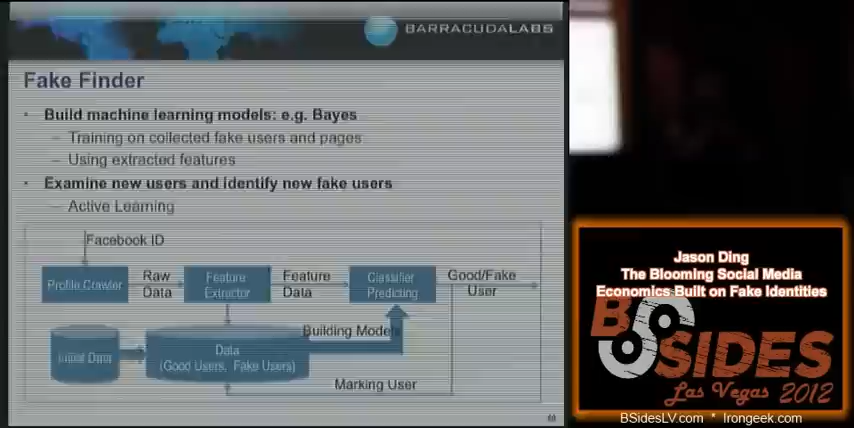 BARRACUDALABS
Fake Finder
• Build machine learning models: e.g. Bayes
– Training on collected fake users and pages
– Using extracted features
• Examine new users and identify new fake users
– Active Learning
Facebook ID
Profile Crawler
Raw
Data
Feature
Extractor
Feature
Data
Classifier
Predicting
Good/Fake
User
Building Models
Initial Data
Data
(Good Users, Fake Users)
Marking User
Jason Ding
The Blooming Social Media
Economics Built on Fake Identities
BSIDES
Las Vegas 2012
BSidesLV.com * Irongeek.com